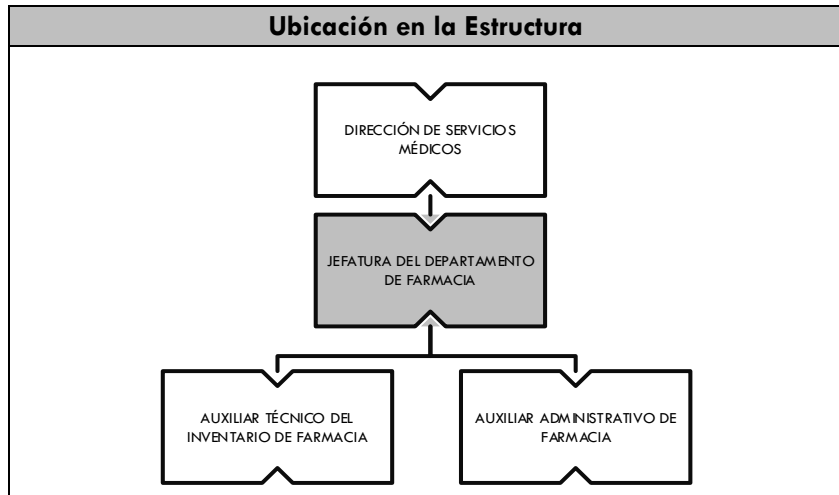 Ubicación en la Estructura
DIRECCIÓN DE SERVICIOS
MÉDICOS
JEFATURA DEL DEPARTAMENTO
DE FARMACIA
AUXILIAR TÉCNICO DEL
INVENTARIO DE FARMACIA
AUXILIAR ADMINISTRATIVO DE
FARMACIA